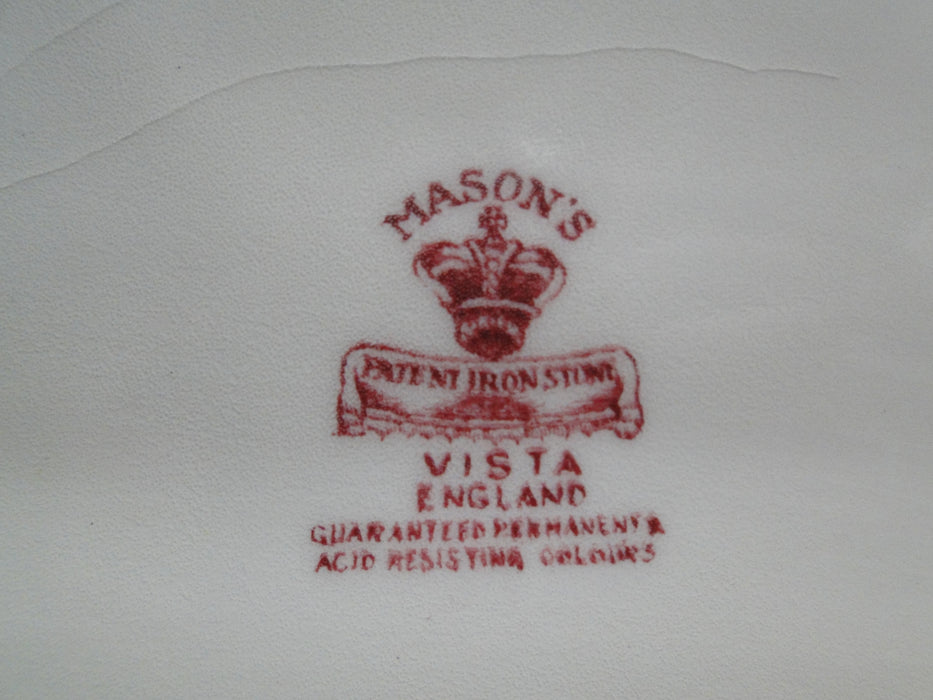 MASON'S
PATENT IRONSTONE
VISTA
ENGLAND
GUARANTEED PERMANENT &
ACID RESISTING COLOURS